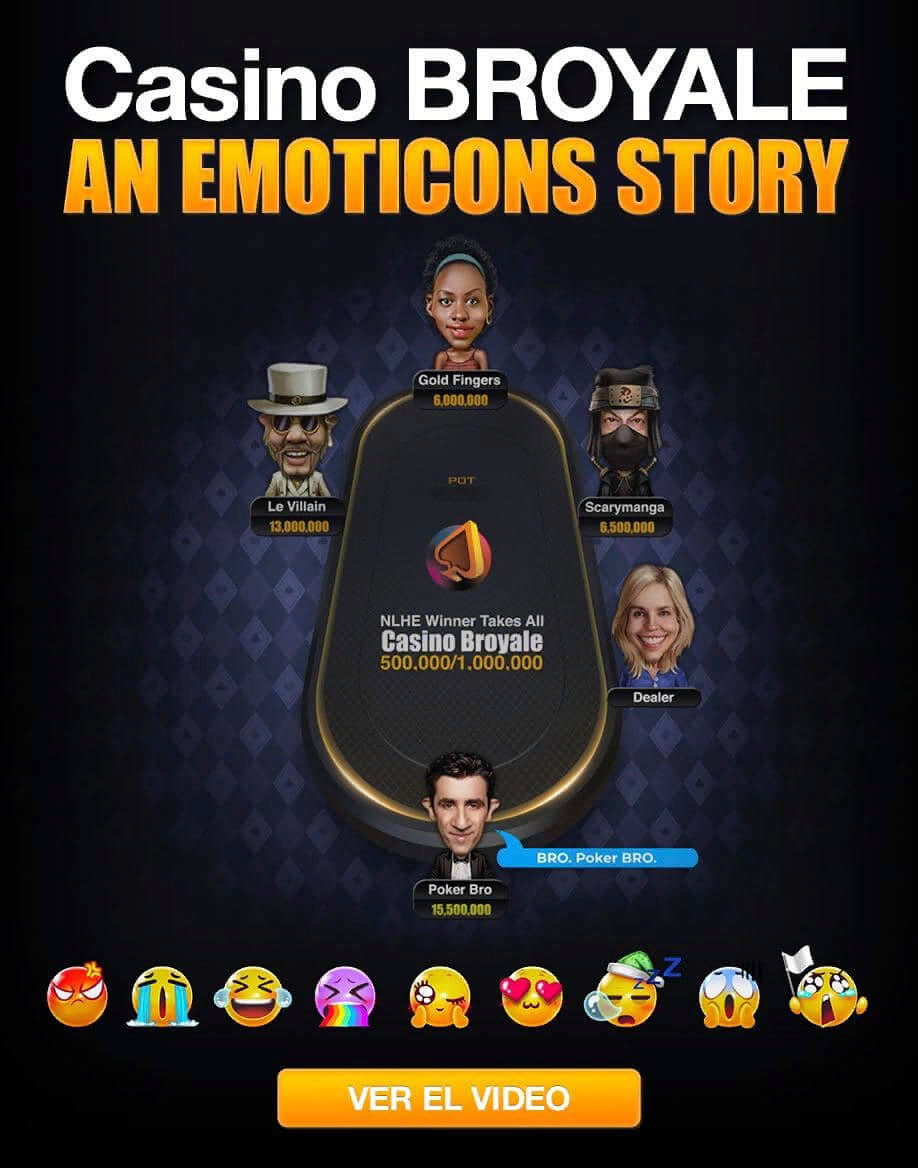 Casino BROYALE
AN EMOTICONS STORY
Gold Fingers
6,000,000
Le Villain
13,000,000
Scarymanga
6,500,000
POT
NLHE Winner Takes All
Casino Broyale
500,000/1,000,000
Dealer
BRO. Poker BRO.
Poker Bro
15,500,000
z z Z
VER EL VIDEO